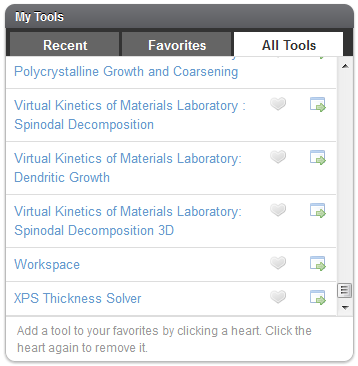 My Tools
Recent
Favorites
All Tools
Polycrystalline Growth and Coarsening
Virtual Kinetics of Materials Laboratory :
Spinodal Decomposition
Virtual Kinetics of Materials Laboratory:
Dendritic Growth
Virtual Kinetics of Materials Laboratory:
Spinodal Decomposition 3D
Workspace
XPS Thickness Solver
Add a tool to your favorites by clicking a heart. Click the
heart again to remove it.